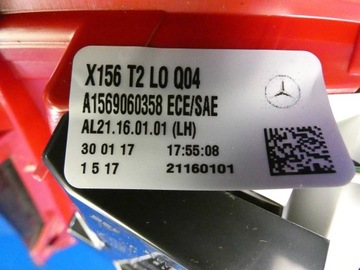 X156 T2 LO Q04
A1569060358 ECE/SAE
AL21.16.01.01 (LH)
30 01 17 17:55:08
1 5 17 21160101